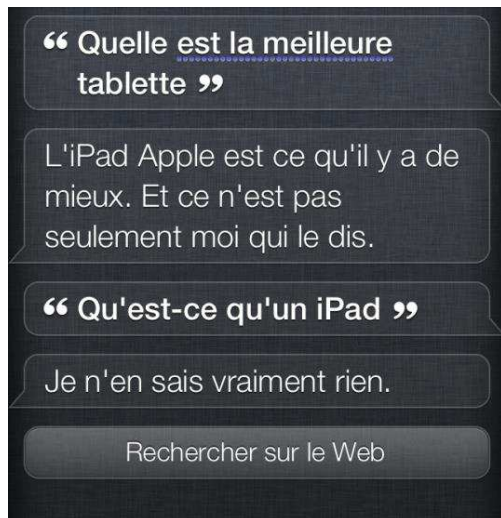 “ Quelle est la meilleure
tablette ”
L'iPad Apple est ce qu'il y a de
mieux. Et ce n'est pas
seulement moi qui le dis.
“ Qu'est-ce qu'un iPad ”
Je n'en sais vraiment rien.
Rechercher sur le Web